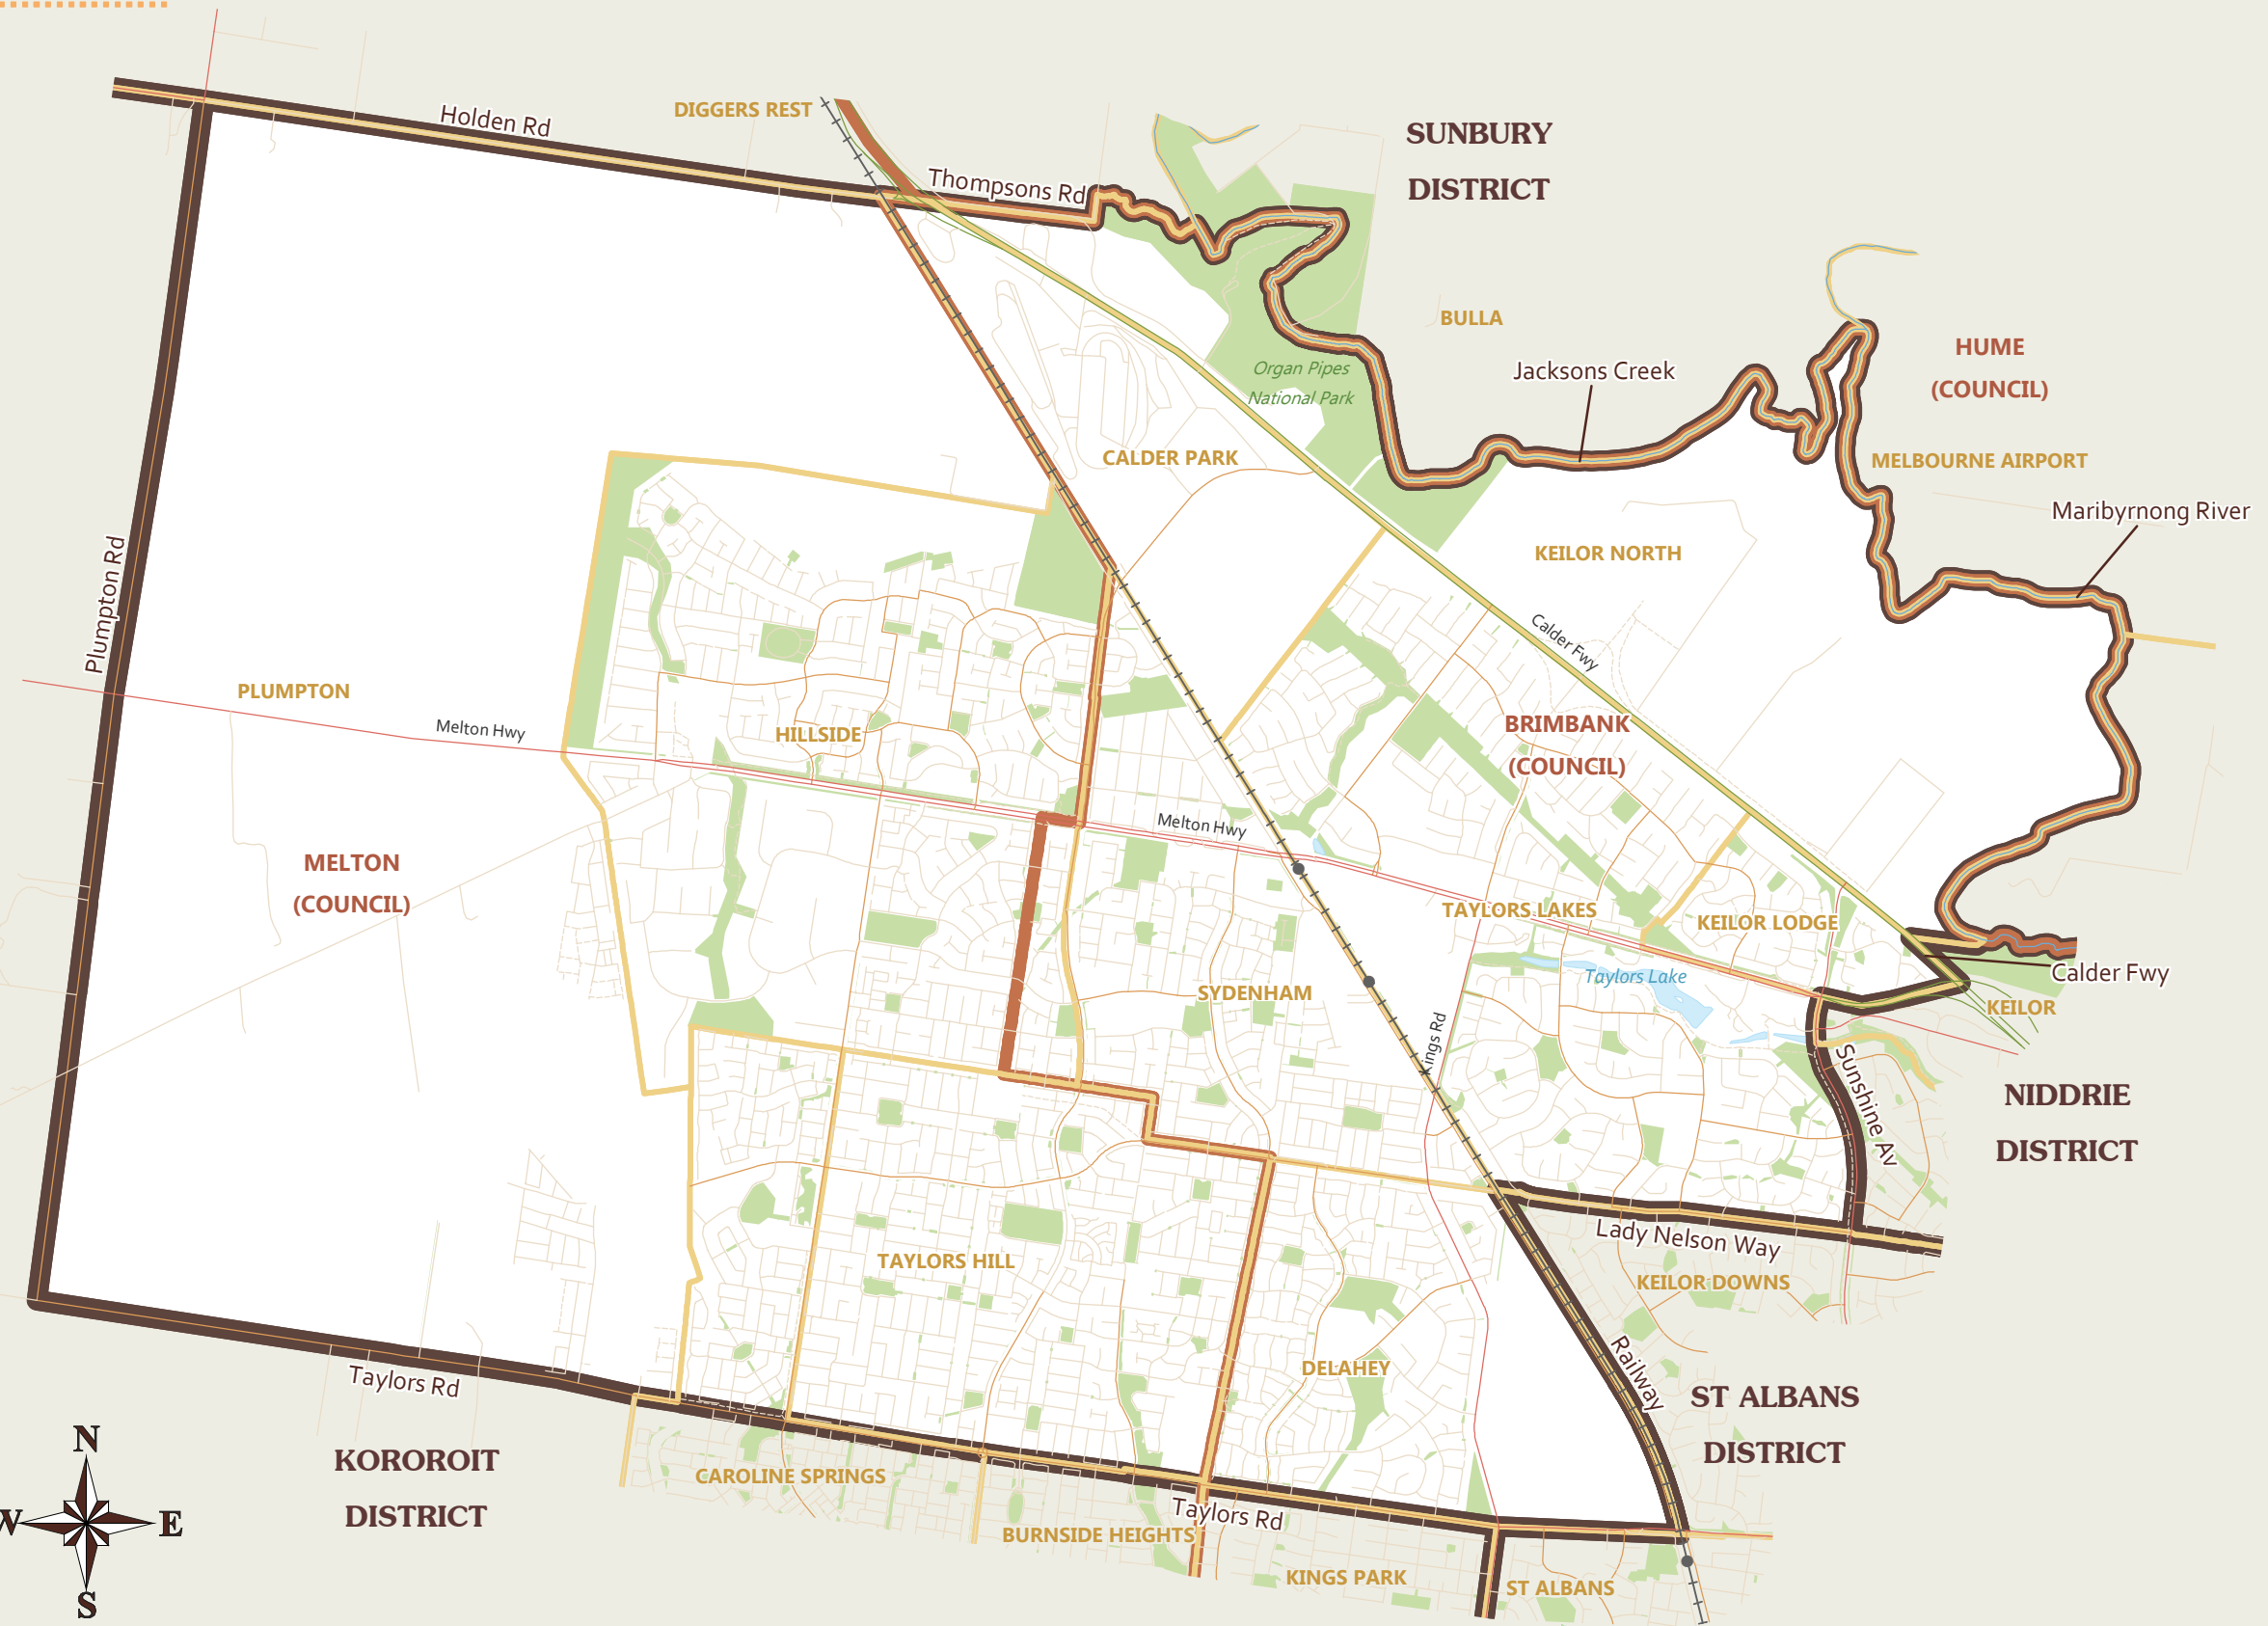 DIGGERS REST
Holden Rd
SUNBURY
DISTRICT
Thompsons Rd
BULLA
HUME
(COUNCIL)
Organ Pipes
National Park
Jacksons Creek
CALDER PARK
MELBOURNE AIRPORT
Maribyrnong River
KEILOR NORTH
Plumpton Rd
Calder Fwy
PLUMPTON
Melton Hwy
HILLSIDE
BRIMBANK
(COUNCIL)
Melton Hwy
MELTON
(COUNCIL)
TAYLORS LAKES
KEILOR LODGE
Taylors Lake
Calder Fwy
SYDENHAM
KEILOR
Kings Rd
Sunshine Av
NIDDRIE
DISTRICT
Lady Nelson Way
TAYLORS HILL
KEILOR DOWNS
Railway
DELAHEY
Taylors Rd
ST ALBANS
DISTRICT
N
W
E
S
KOROROIT
DISTRICT
CAROLINE SPRINGS
Taylors Rd
BURNSIDE HEIGHTS
KINGS PARK
ST ALBANS